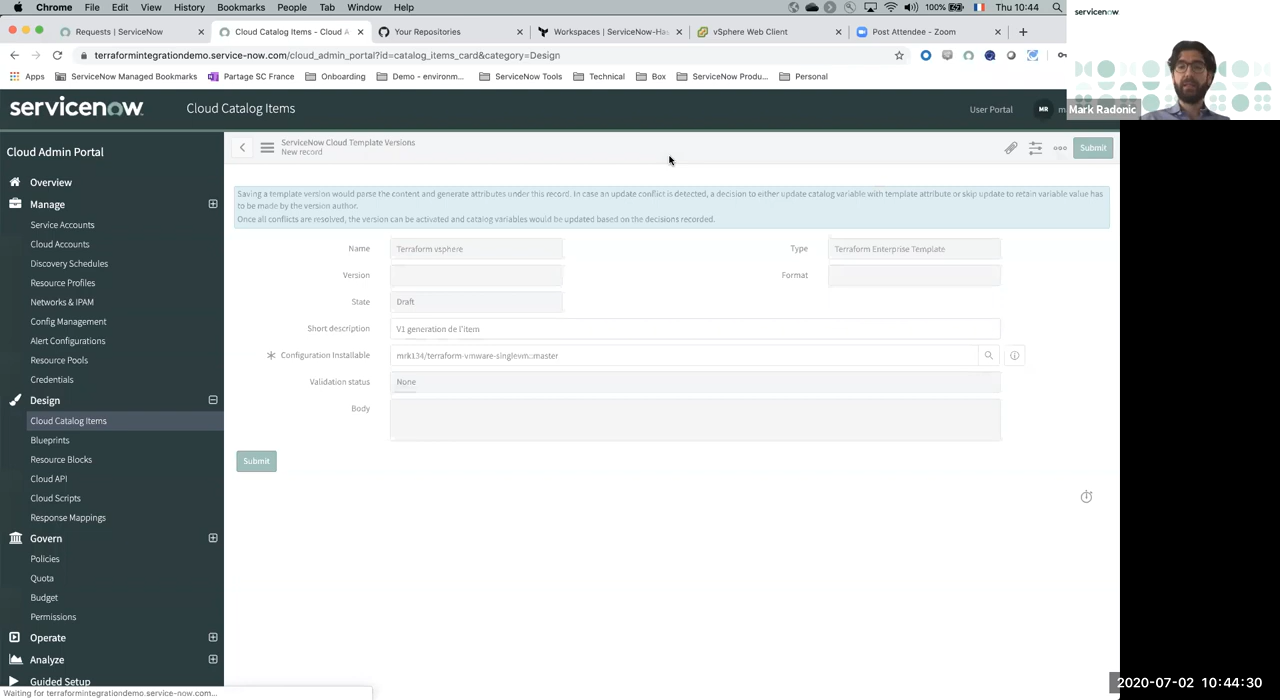 Chrome File Edit View History Bookmarks People Tab Window Help 100% Thu 10:44
Requests | ServiceNow Cloud Catalog Items - Cloud A Your Repositories Workspaces | ServiceNow-Has vSphere Web Client Post Attendee - Zoom
terraformintegrationdemo.service-now.com/cloud_admin_portal?id=catalog_items_card&category=Design
Apps ServiceNow Managed Bookmarks Partage SC France Onboarding Demo - environm... ServiceNow Tools Technical Box ServiceNow Produ... Personal
servicenow
Mark Radonic
servicenow Cloud Catalog Items User Portal MR m
Cloud Admin Portal
Overview
Manage
Service Accounts
Cloud Accounts
Discovery Schedules
Resource Profiles
Networks & IPAM
Config Management
Alert Configurations
Resource Pools
Credentials
Design
Cloud Catalog Items
Blueprints
Resource Blocks
Cloud API
Cloud Scripts
Response Mappings
Govern
Policies
Quota
Budget
Permissions
Operate
Analyze
Guided Setup
Waiting for terraformintegrationdemo.service-now.com...
ServiceNow Cloud Template Versions
New record
Submit
Saving a template version would parse the content and generate attributes under this record. In case an update conflict is detected, a decision to either update catalog variable with template attribute or skip update to retain variable value has
to be made by the version author.
Once all conflicts are resolved, the version can be activated and catalog variables would be updated based on the decisions recorded.
Name Terraform vsphere Type Terraform Enterprise Template
Version Format
State Draft
Short description V1 generation de l'item
Configuration Installable mrk134/terraform-vmware-singlevm::master
Validation status None
Body
Submit
2020-07-02 10:44:30